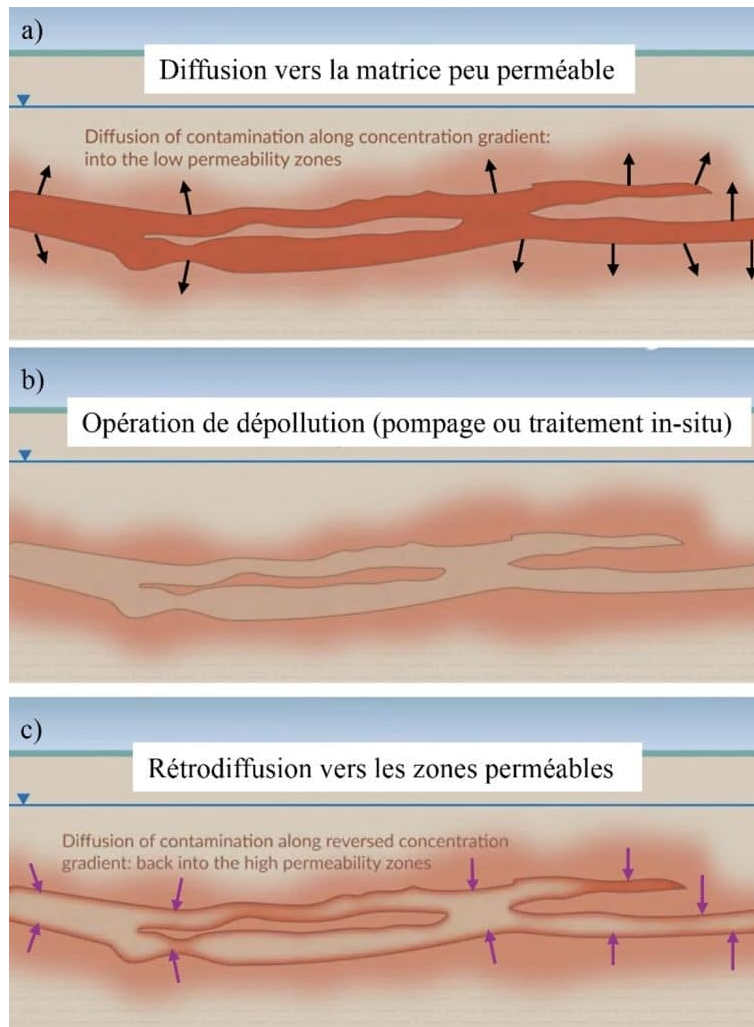 a)
Diffusion vers la matrice peu perméable
Diffusion of contamination along concentration gradient:
into the low permeability zones
b)
Opération de dépollution (pompage ou traitement in-situ)
c)
Rétrodiffusion vers les zones perméables
Diffusion of contamination along reversed concentration
gradient: back into the high permeability zones